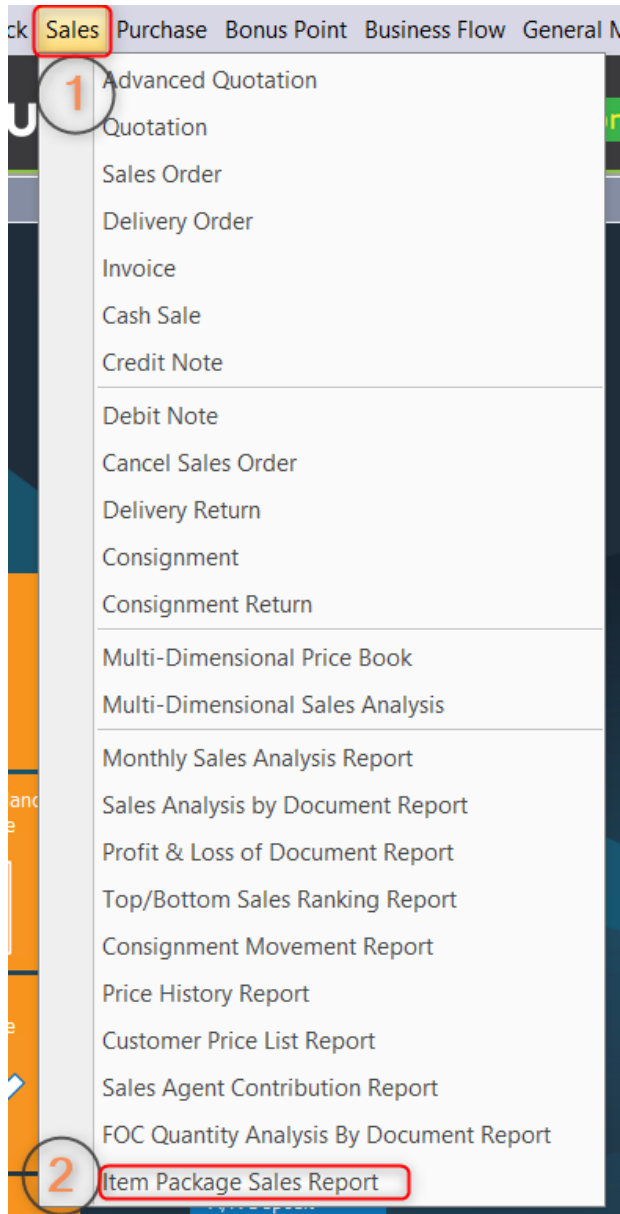 ck Sales Purchase Bonus Point Business Flow General M
1
Advanced Quotation
Quotation
Sales Order
Delivery Order
Invoice
Cash Sale
Credit Note
Debit Note
Cancel Sales Order
Delivery Return
Consignment
Consignment Return
Multi-Dimensional Price Book
Multi-Dimensional Sales Analysis
Monthly Sales Analysis Report
Sales Analysis by Document Report
Profit & Loss of Document Report
Top/Bottom Sales Ranking Report
Consignment Movement Report
Price History Report
Customer Price List Report
Sales Agent Contribution Report
FOC Quantity Analysis By Document Report
2 Item Package Sales Report